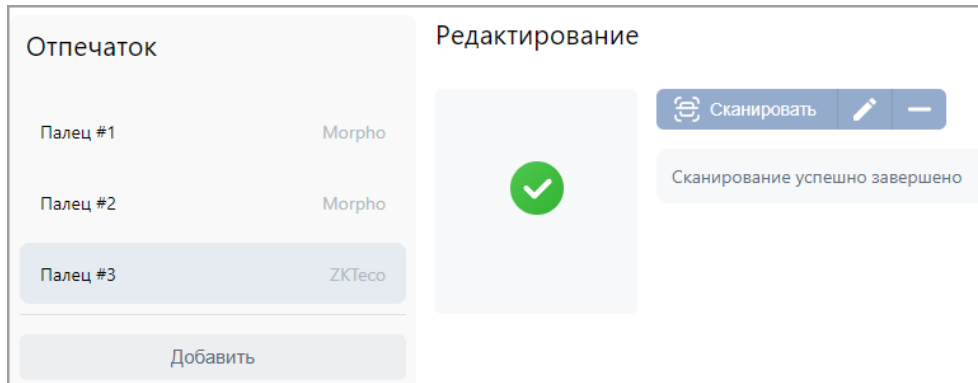 Отпечаток
Палец #1 Morpho
Палец #2 Morpho
Палец #3 ZKTeco
Добавить
Редактирование
Сканировать
Сканирование успешно завершено